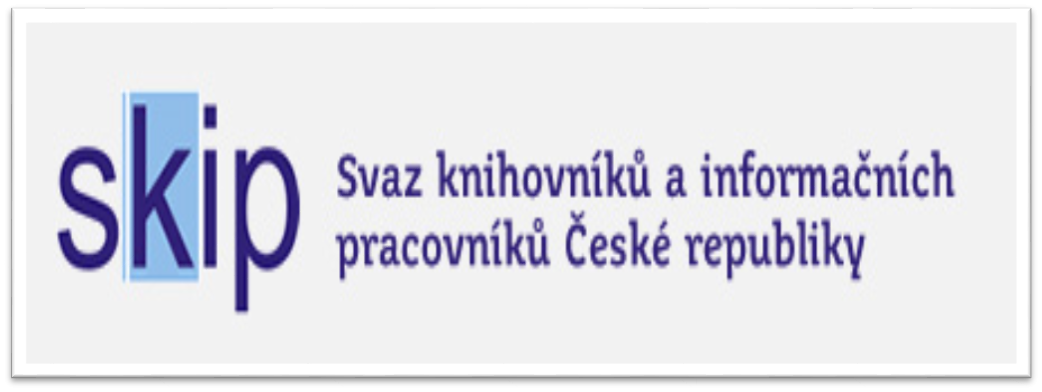 skip
Svaz knihovníků a informačních
pracovníků České republiky